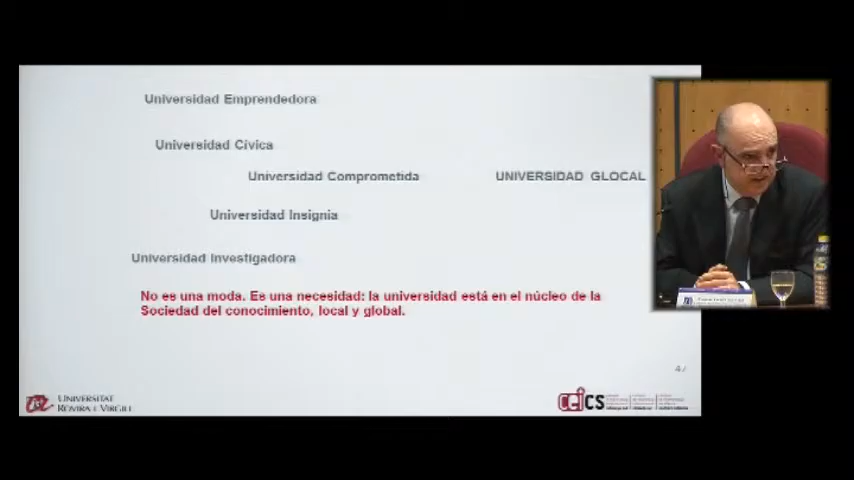 Universidad Emprendedora
Universidad Cívica
Universidad Comprometida
UNIVERSIDAD GLOCAL
Universidad Insignia
Universidad Investigadora
No es una moda. Es una necesidad: la universidad está en el núcleo de la
Sociedad del conocimiento, local y global.
UNIVERSITAT
ROVIRA I VIRGILI
ceics